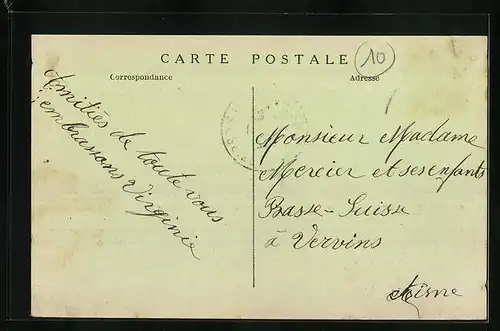 CARTE POSTALE
10
Correspondance
Adresse
Amitiés de toute vous
embrassons Virginie
Monsieur Madame
Mercier et ses enfants
Basse-Suisse
à Vervins
Aisne